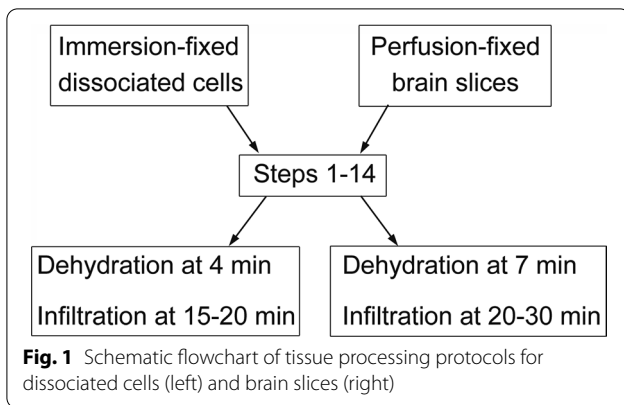 Immersion-fixed
dissociated cells
Perfusion-fixed
brain slices
Steps 1-14
Dehydration at 4 min
Infiltration at 15-20 min
Dehydration at 7 min
Infiltration at 20-30 min
Fig. 1 Schematic flowchart of tissue processing protocols for
dissociated cells (left) and brain slices (right)